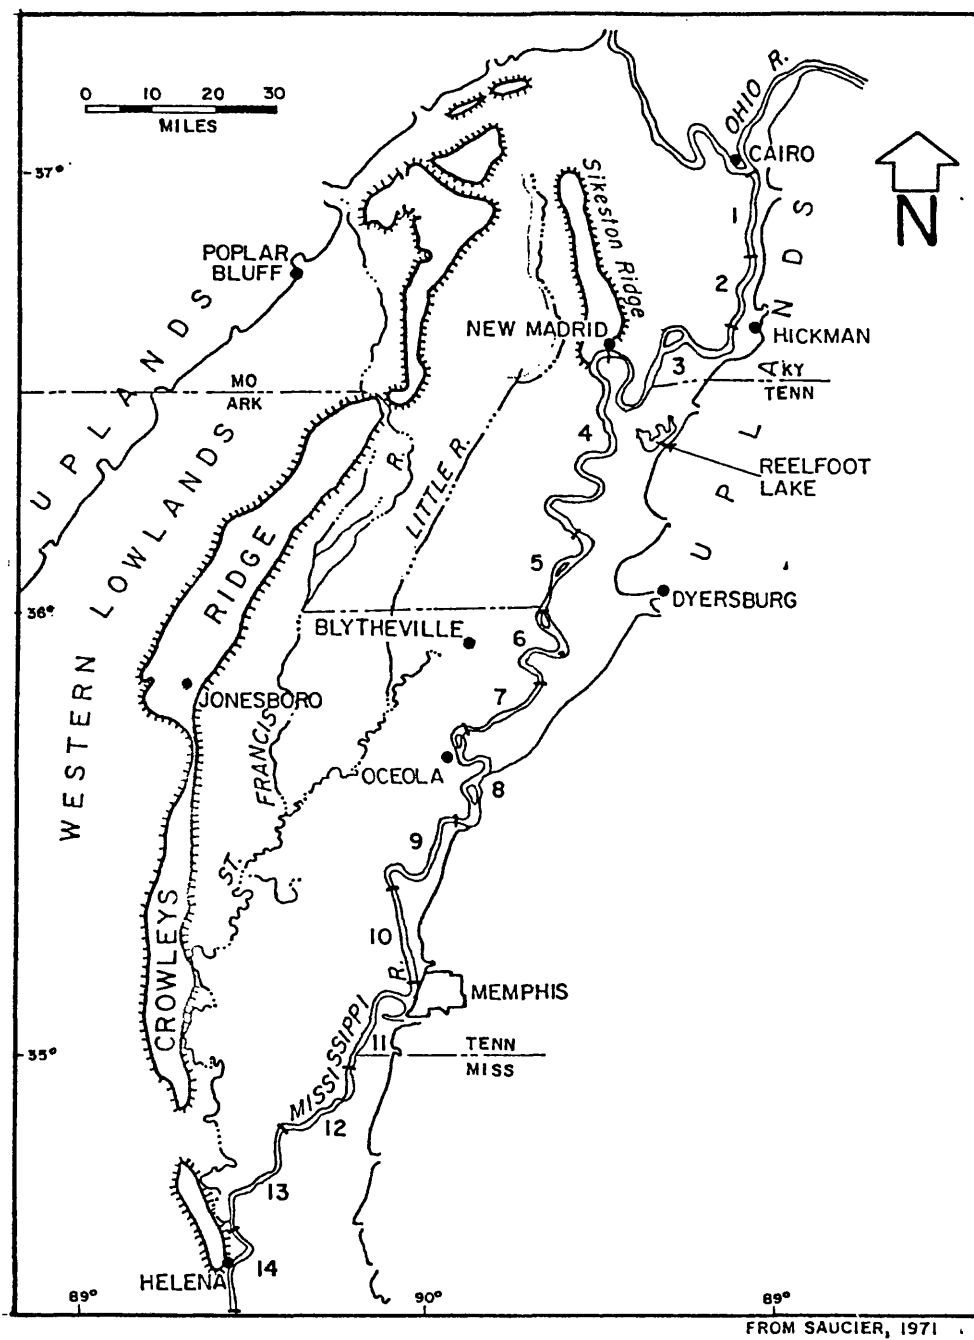 0 10 20 30
MILES
OHIO R.
CAIRO
37°
N
Sikeston Ridge
1
POPLAR
BLUFF
2
NEW MADRID
HICKMAN
3
MO
ARK
KY
TENN
UPLANDS
UPLANDS
4
REELFOOT
LAKE
WESTERN LOWLANDS
CROWLEYS RIDGE
LITTLE R.
5
36°
DYERSBURG
BLYTHEVILLE
6
JONESBORO
7
ST. FRANCIS R.
OCEOLA
8
9
10
MEMPHIS
MISSISSIPPI R.
11
35°
TENN
MISS
12
13
HELENA
14
89° 90° 89°
FROM SAUCIER, 1971